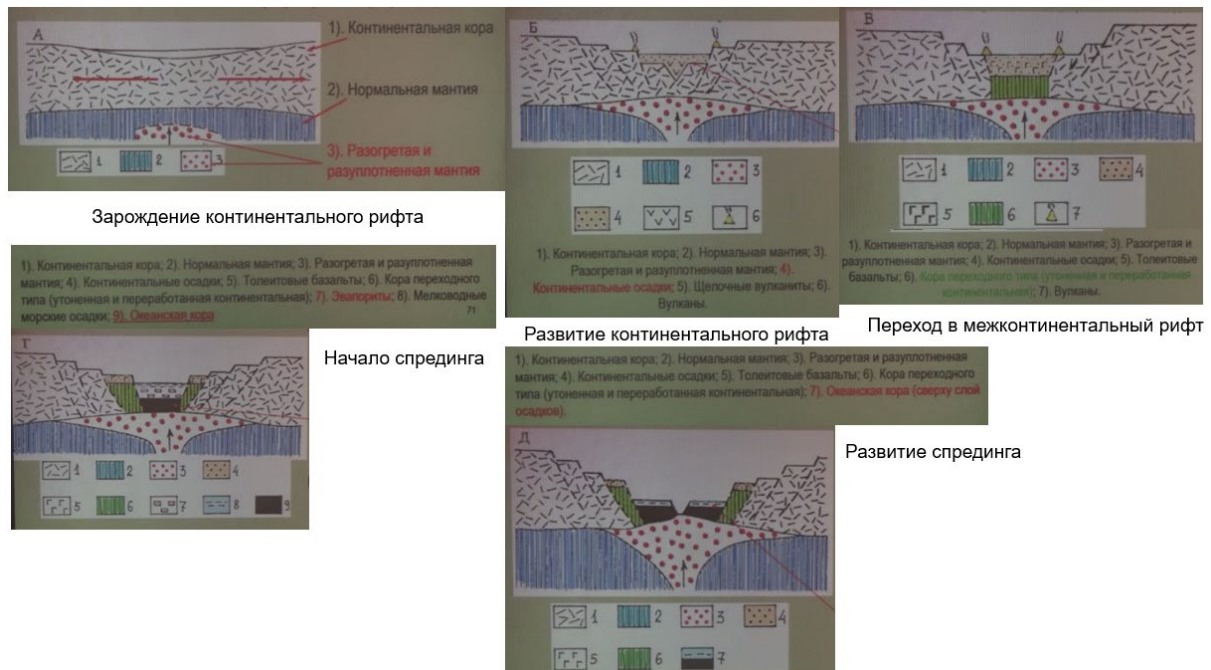 А
1). Континентальная кора
2). Нормальная мантия
3). Разогретая и
разуплотненная мантия
1 2 3
Зарождение континентального рифта
Б
1 2 3
4 5 6
1). Континентальная кора; 2). Нормальная мантия; 3).
Разогретая и разуплотненная мантия; 4).
Континентальные осадки; 5). Щелочные вулканиты; 6).
Вулканы.
Развитие континентального рифта
В
1 2 3 4
5 6 7
1). Континентальная кора; 2). Нормальная мантия; 3). Разогретая и
разуплотненная мантия; 4). Континентальные осадки; 5). Толеитовые
базальты; 6). Кора переходного типа (утоненная и переработанная
континентальная); 7). Вулканы.
Переход в межконтинентальный рифт
1). Континентальная кора; 2). Нормальная мантия; 3). Разогретая и разуплотненная
мантия; 4). Континентальные осадки; 5). Толеитовые базальты; 6). Кора переходного
типа (утоненная и переработанная континентальная); 7). Эвапориты; 8). Мелководные
морские осадки; 9). Океанская кора
71
Г
Начало спрединга
1 2 3 4
5 6 7 8 9
1). Континентальная кора; 2). Нормальная мантия; 3). Разогретая и разуплотненная
мантия; 4). Континентальные осадки; 5). Толеитовые базальты; 6). Кора переходного
типа (утоненная и переработанная континентальная); 7). Океанская кора (сверху слой
осадков).
Д
Развитие спрединга
1 2 3 4
5 6 7